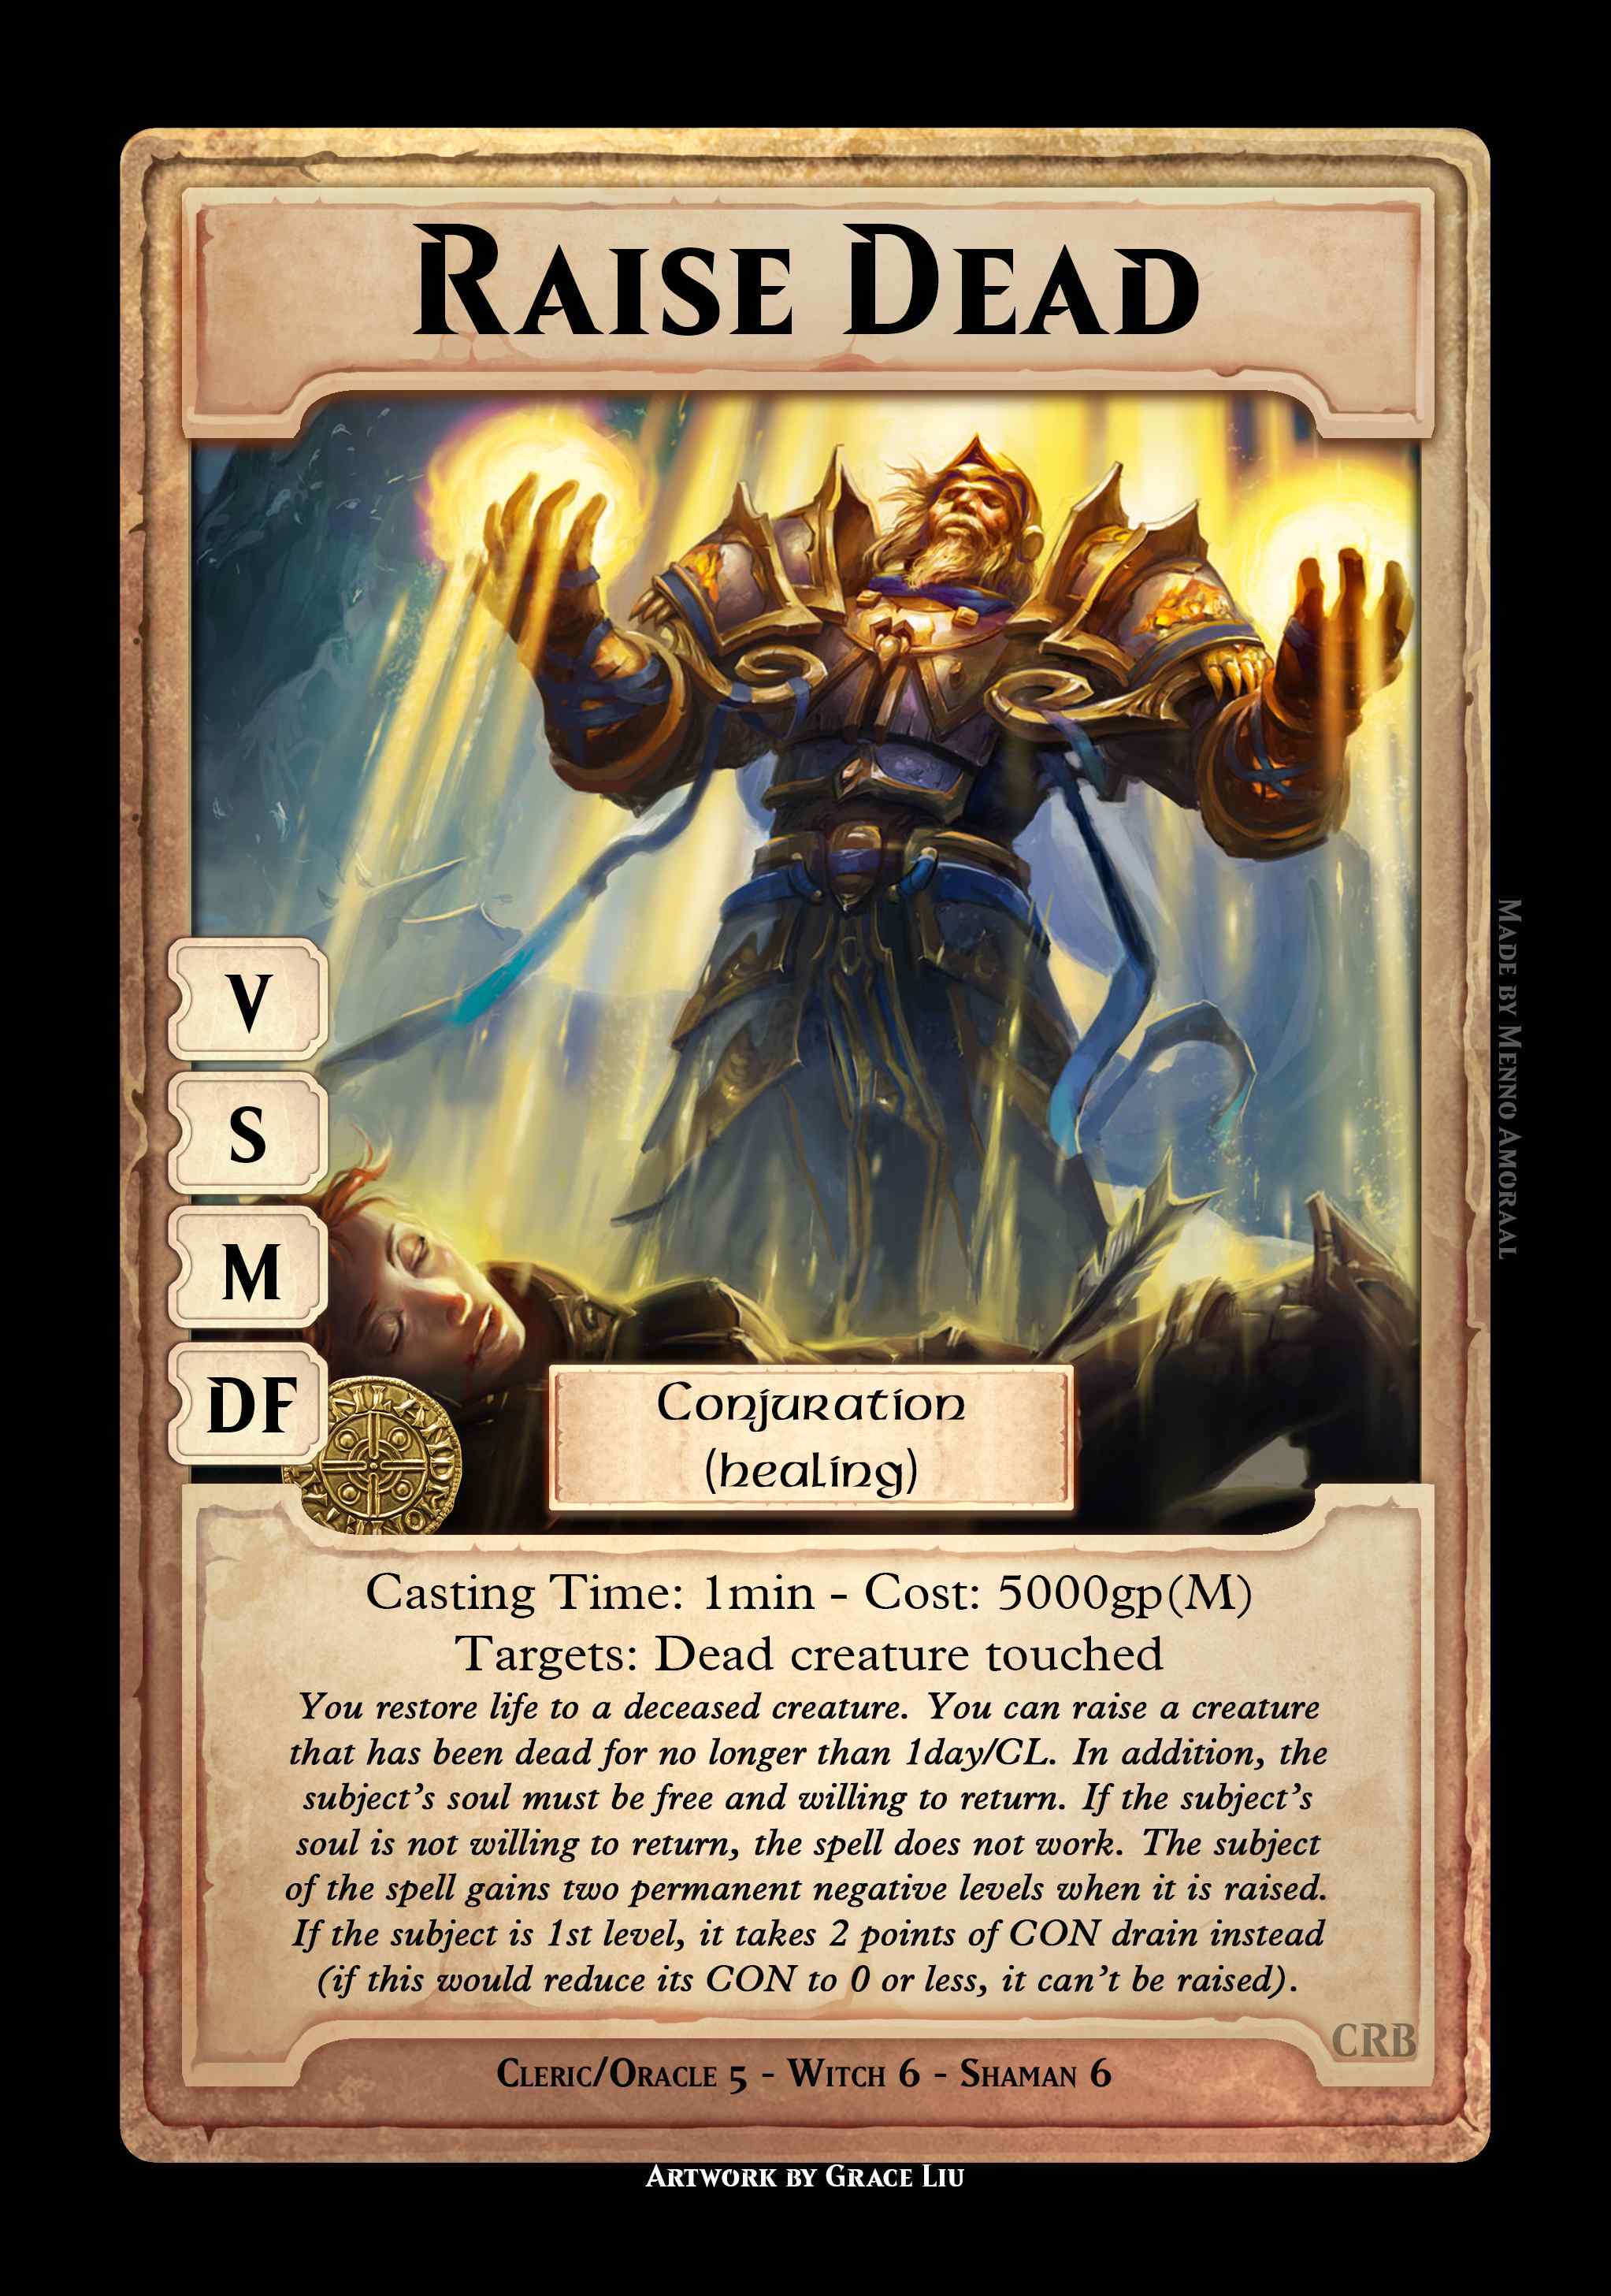 Raise Dead
V
S
M
DF
Conjuration
(healing)
Casting Time: 1min - Cost: 5000gp(M)
Targets: Dead creature touched
You restore life to a deceased creature. You can raise a creature
that has been dead for no longer than 1day/CL. In addition, the
subject's soul must be free and willing to return. If the subject's
soul is not willing to return, the spell does not work. The subject
of the spell gains two permanent negative levels when it is raised.
If the subject is 1st level, it takes 2 points of CON drain instead
(if this would reduce its CON to 0 or less, it can't be raised).
CRB
Cleric/Oracle 5 - Witch 6 - Shaman 6
Artwork by Grace Liu
Made by Menno Amoraal